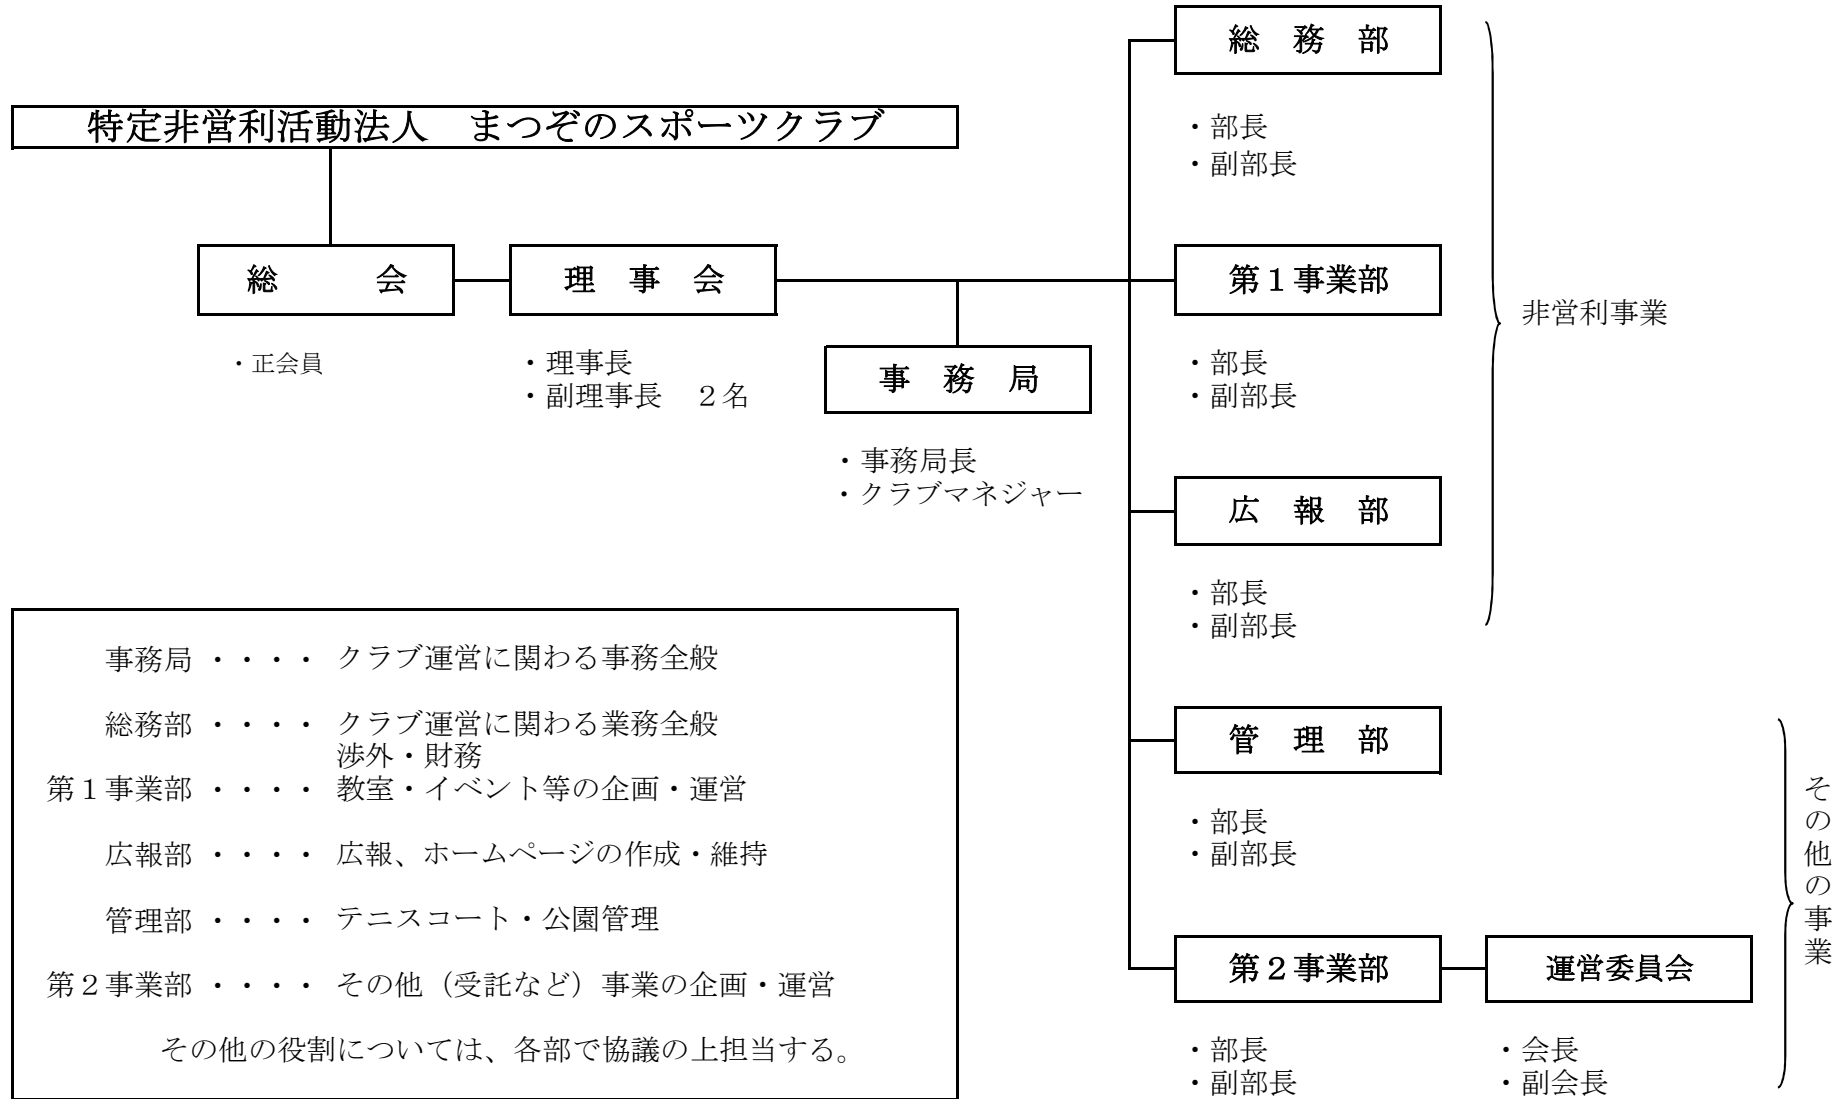 特定非営利活動法人　まつぞのスポーツクラブ
総　　　会
・正会員
理　事　会
・理事長
・副理事長　２名
事　務　局
・事務局長
・クラブマネジャー
総　務　部
・部長
・副部長
第１事業部
・部長
・副部長
広　報　部
・部長
・副部長
非営利事業
管　理　部
・部長
・副部長
第２事業部
・部長
・副部長
運営委員会
・会長
・副会長
その他の事業
事務局 ・・・・ クラブ運営に関わる事務全般
総務部 ・・・・ クラブ運営に関わる業務全般
渉外・財務
第１事業部 ・・・・ 教室・イベント等の企画・運営
広報部 ・・・・ 広報、ホームページの作成・維持
管理部 ・・・・ テニスコート・公園管理
第２事業部 ・・・・ その他（受託など）事業の企画・運営
その他の役割については、各部で協議の上担当する。